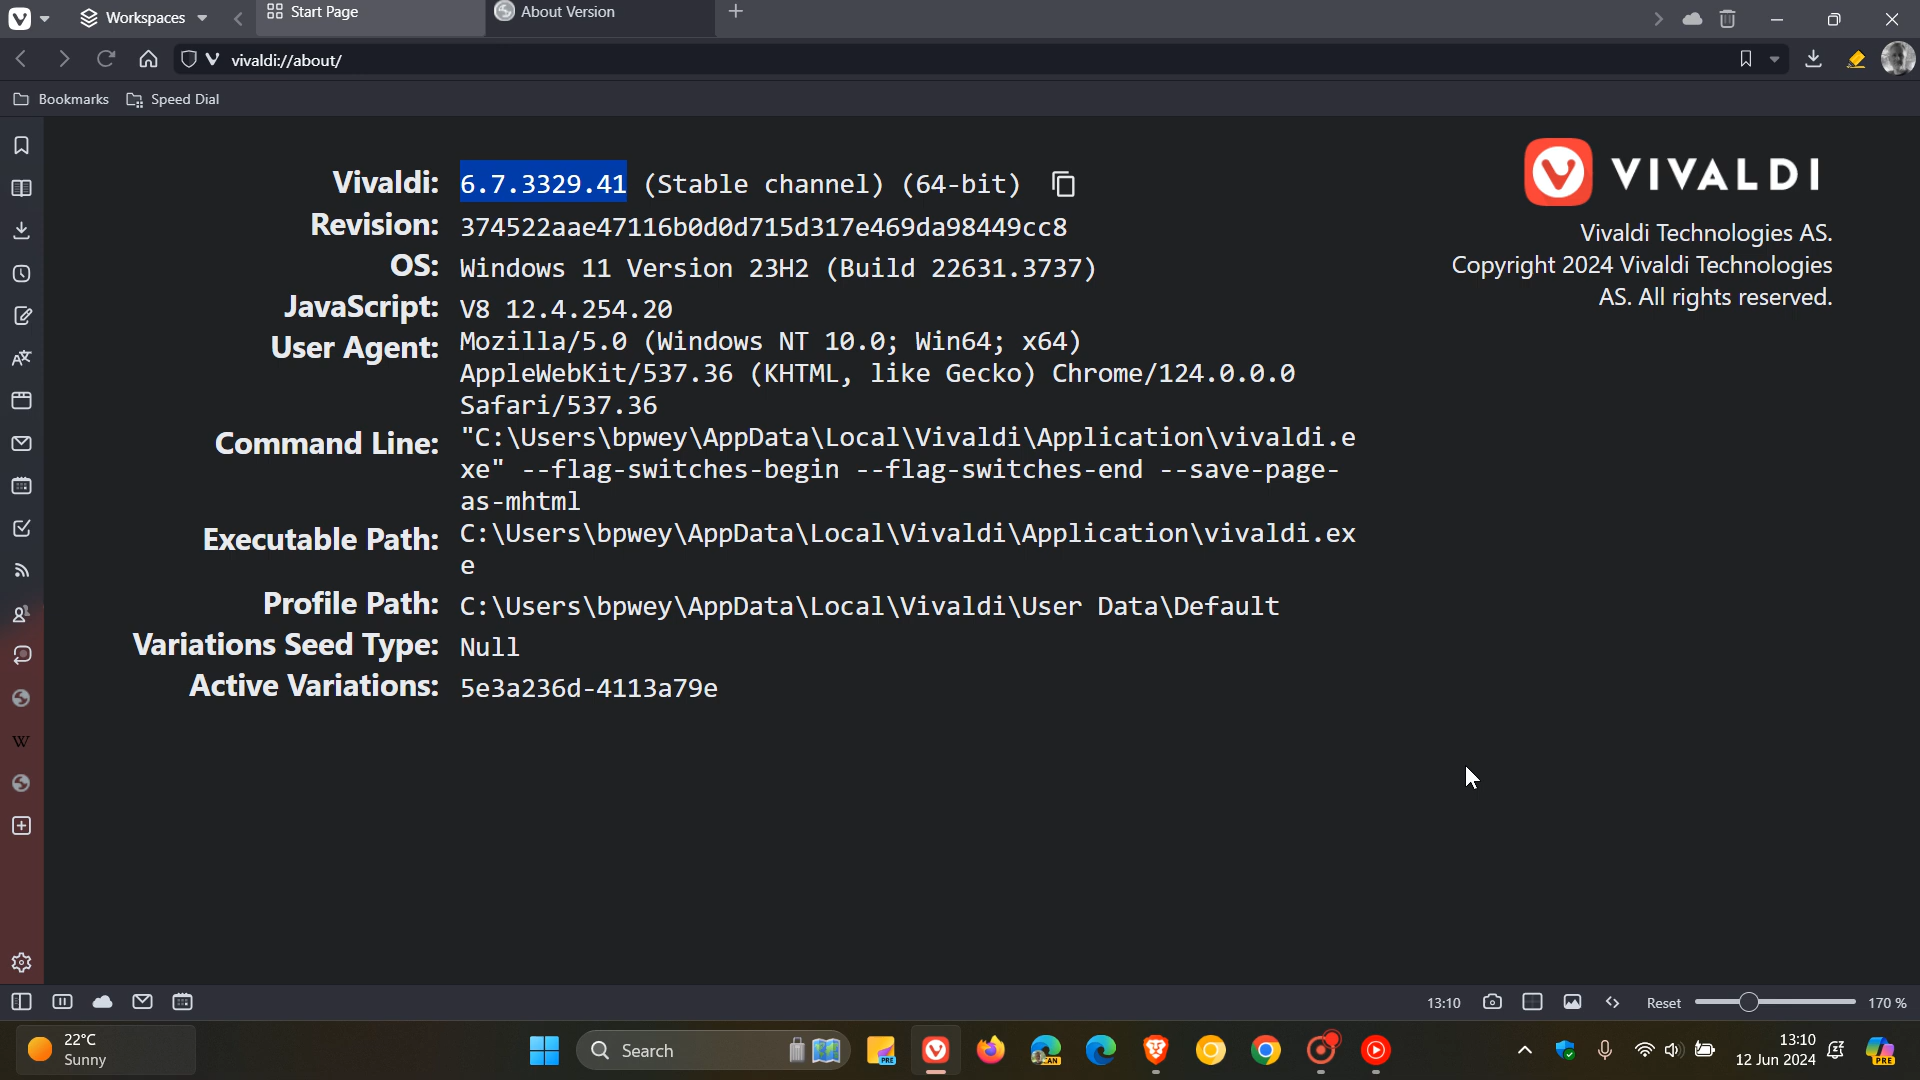 Workspaces
Start Page
About Version
vivaldi://about/
Bookmarks
Speed Dial
Vivaldi: 6.7.3329.41 (Stable channel) (64-bit)
VIVALDI
Revision: 374522aae47116b0d0d715d317e469da98449cc8
Vivaldi Technologies AS.
OS: Windows 11 Version 23H2 (Build 22631.3737)
Copyright 2024 Vivaldi Technologies
AS. All rights reserved.
JavaScript: V8 12.4.254.20
User Agent: Mozilla/5.0 (Windows NT 10.0; Win64; x64)
AppleWebKit/537.36 (KHTML, like Gecko) Chrome/124.0.0.0
Safari/537.36
Command Line: "C:\Users\bpwey\AppData\Local\Vivaldi\Application\vivaldi.e
xe" --flag-switches-begin --flag-switches-end --save-page-
as-mhtml
Executable Path: C:\Users\bpwey\AppData\Local\Vivaldi\Application\vivaldi.ex
e
Profile Path: C:\Users\bpwey\AppData\Local\Vivaldi\User Data\Default
Variations Seed Type: Null
Active Variations: 5e3a236d-4113a79e
W
13:10
Reset
170 %
22°C
Sunny
Search
PRE
CAN
13:10
12 Jun 2024
PRE